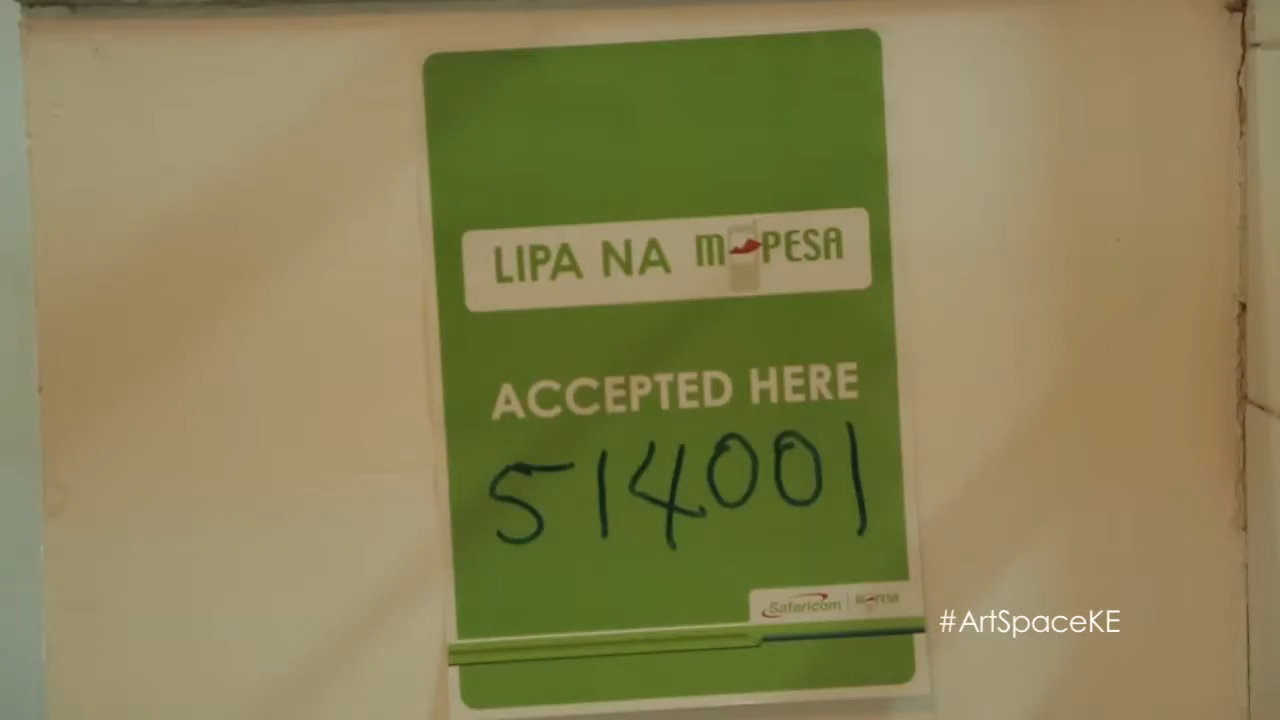 LIPA NA M-PESA
ACCEPTED HERE
514001
Safaricom M-PESA
#ArtSpaceKE